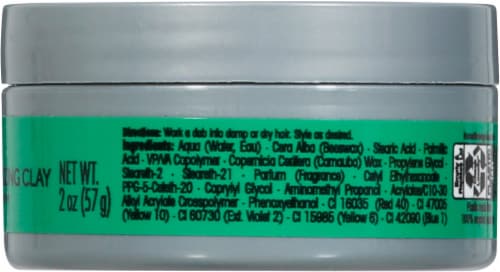 Directions: Work a dab into damp or dry hair. Style as desired.
Ingredients: Aqua (Water, Eau) - Cera Alba (Beeswax) - Stearic Acid - Palmitic
Acid - VP/VA Copolymer - Copernicia Cerifera (Carnauba) Wax - Propylene Glycol -
Steareth-2 - Steareth-21 - Parfum (Fragrance) - Cetyl Ethylhexanoate
PPG-5-Ceteth-20 - Caprylyl Glycol - Aminomethyl Propanol - Acrylates/C10-30
Alkyl Acrylate Crosspolymer - Phenoxyethanol - CI 16035 (Red 40) - CI 47005
(Yellow 10) - CI 60730 (Ext. Violet 2) - CI 15985 (Yellow 6) - CI 42090 (Blue 1)
CLAY
NET WT.
2 oz (57 g)